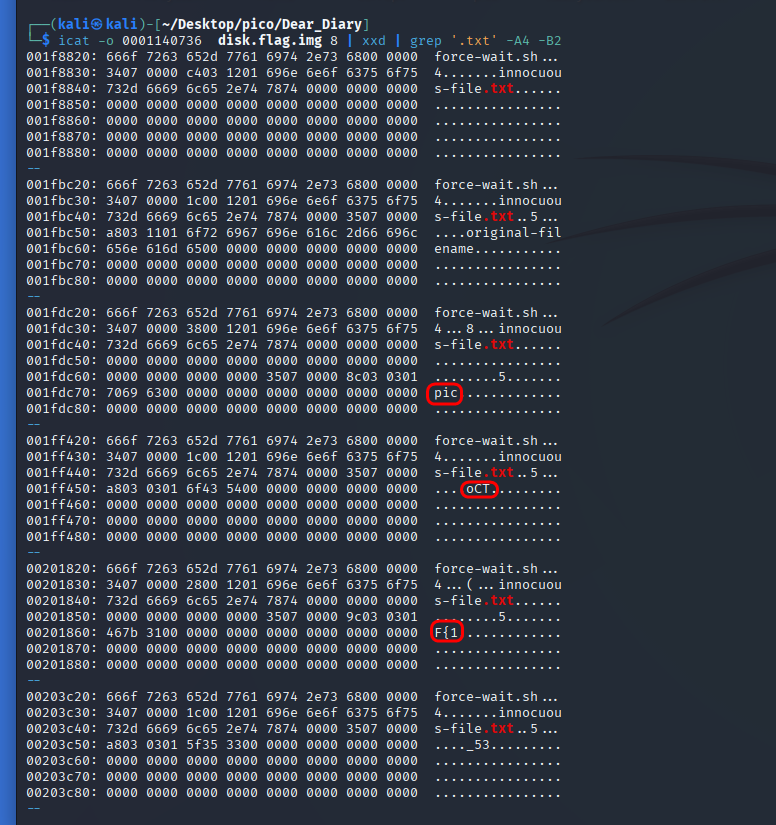 ┌──(kali㉿kali)-[~/Desktop/pico/Dear_Diary]
└─$ icat -o 0001140736  disk.flag.img 8 | xxd | grep '.txt' -A4 -B2
001f8820: 666f 7263 652d 7761 6974 2e73 6800 0000  force-wait.sh...
001f8830: 3407 0000 c403 1201 696e 6e6f 6375 6f75  4.......innocuou
001f8840: 732d 6669 6c65 2e74 7874 0000 0000 0000  s-file.txt......
001f8850: 0000 0000 0000 0000 0000 0000 0000 0000  ................
001f8860: 0000 0000 0000 0000 0000 0000 0000 0000  ................
001f8870: 0000 0000 0000 0000 0000 0000 0000 0000  ................
001f8880: 0000 0000 0000 0000 0000 0000 0000 0000  ................
--
001fbc20: 666f 7263 652d 7761 6974 2e73 6800 0000  force-wait.sh...
001fbc30: 3407 0000 1c00 1201 696e 6e6f 6375 6f75  4.......innocuou
001fbc40: 732d 6669 6c65 2e74 7874 0000 3507 0000  s-file.txt..5...
001fbc50: a803 1101 6f72 6967 696e 616c 2d66 696c  ....original-fil
001fbc60: 656e 616d 6500 0000 0000 0000 0000 0000  ename...........
001fbc70: 0000 0000 0000 0000 0000 0000 0000 0000  ................
001fbc80: 0000 0000 0000 0000 0000 0000 0000 0000  ................
--
001fdc20: 666f 7263 652d 7761 6974 2e73 6800 0000  force-wait.sh...
001fdc30: 3407 0000 3800 1201 696e 6e6f 6375 6f75  4...8...innocuou
001fdc40: 732d 6669 6c65 2e74 7874 0000 0000 0000  s-file.txt......
001fdc50: 0000 0000 0000 0000 0000 0000 0000 0000  ................
001fdc60: 0000 0000 0000 0000 3507 0000 8c03 0301  ........5.......
001fdc70: 7069 6300 0000 0000 0000 0000 0000 0000  pic.............
001fdc80: 0000 0000 0000 0000 0000 0000 0000 0000  ................
--
001ff420: 666f 7263 652d 7761 6974 2e73 6800 0000  force-wait.sh...
001ff430: 3407 0000 1c00 1201 696e 6e6f 6375 6f75  4.......innocuou
001ff440: 732d 6669 6c65 2e74 7874 0000 3507 0000  s-file.txt..5...
001ff450: a803 0301 6f43 5400 0000 0000 0000 0000  ....oCT.........
001ff460: 0000 0000 0000 0000 0000 0000 0000 0000  ................
001ff470: 0000 0000 0000 0000 0000 0000 0000 0000  ................
001ff480: 0000 0000 0000 0000 0000 0000 0000 0000  ................
--
00201820: 666f 7263 652d 7761 6974 2e73 6800 0000  force-wait.sh...
00201830: 3407 0000 2800 1201 696e 6e6f 6375 6f75  4...(...innocuou
00201840: 732d 6669 6c65 2e74 7874 0000 0000 0000  s-file.txt......
00201850: 0000 0000 0000 0000 3507 0000 9c03 0301  ........5.......
00201860: 467b 3100 0000 0000 0000 0000 0000 0000  F{1.............
00201870: 0000 0000 0000 0000 0000 0000 0000 0000  ................
00201880: 0000 0000 0000 0000 0000 0000 0000 0000  ................
--
00203c20: 666f 7263 652d 7761 6974 2e73 6800 0000  force-wait.sh...
00203c30: 3407 0000 1c00 1201 696e 6e6f 6375 6f75  4.......innocuou
00203c40: 732d 6669 6c65 2e74 7874 0000 3507 0000  s-file.txt..5...
00203c50: a803 0301 5f35 3300 0000 0000 0000 0000  ...._53.........
00203c60: 0000 0000 0000 0000 0000 0000 0000 0000  ................
00203c70: 0000 0000 0000 0000 0000 0000 0000 0000  ................
00203c80: 0000 0000 0000 0000 0000 0000 0000 0000  ................
--